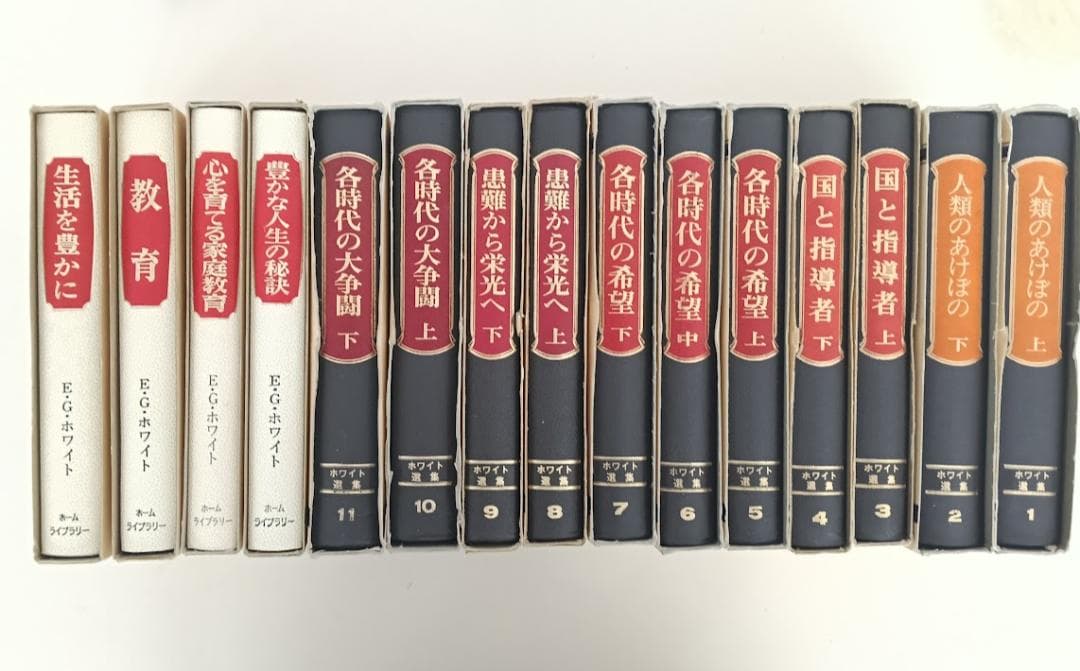 生活を豊かに
E・G・ホワイト
ホーム
ライブラリー
教育
E・G・ホワイト
ホーム
ライブラリー
心を育てる家庭教育
E・G・ホワイト
ホーム
ライブラリー
豊かな人生の秘訣
E・G・ホワイト
ホーム
ライブラリー
各時代の大争闘 下
ホワイト
選集
11
各時代の大争闘 上
ホワイト
選集
10
患難から栄光へ 下
ホワイト
選集
9
患難から栄光へ 上
ホワイト
選集
8
各時代の希望 下
ホワイト
選集
7
各時代の希望 中
ホワイト
選集
6
各時代の希望 上
ホワイト
選集
5
国と指導者 下
ホワイト
選集
4
国と指導者 上
ホワイト
選集
3
人類のあけぼの 下
ホワイト
選集
2
人類のあけぼの 上
ホワイト
選集
1